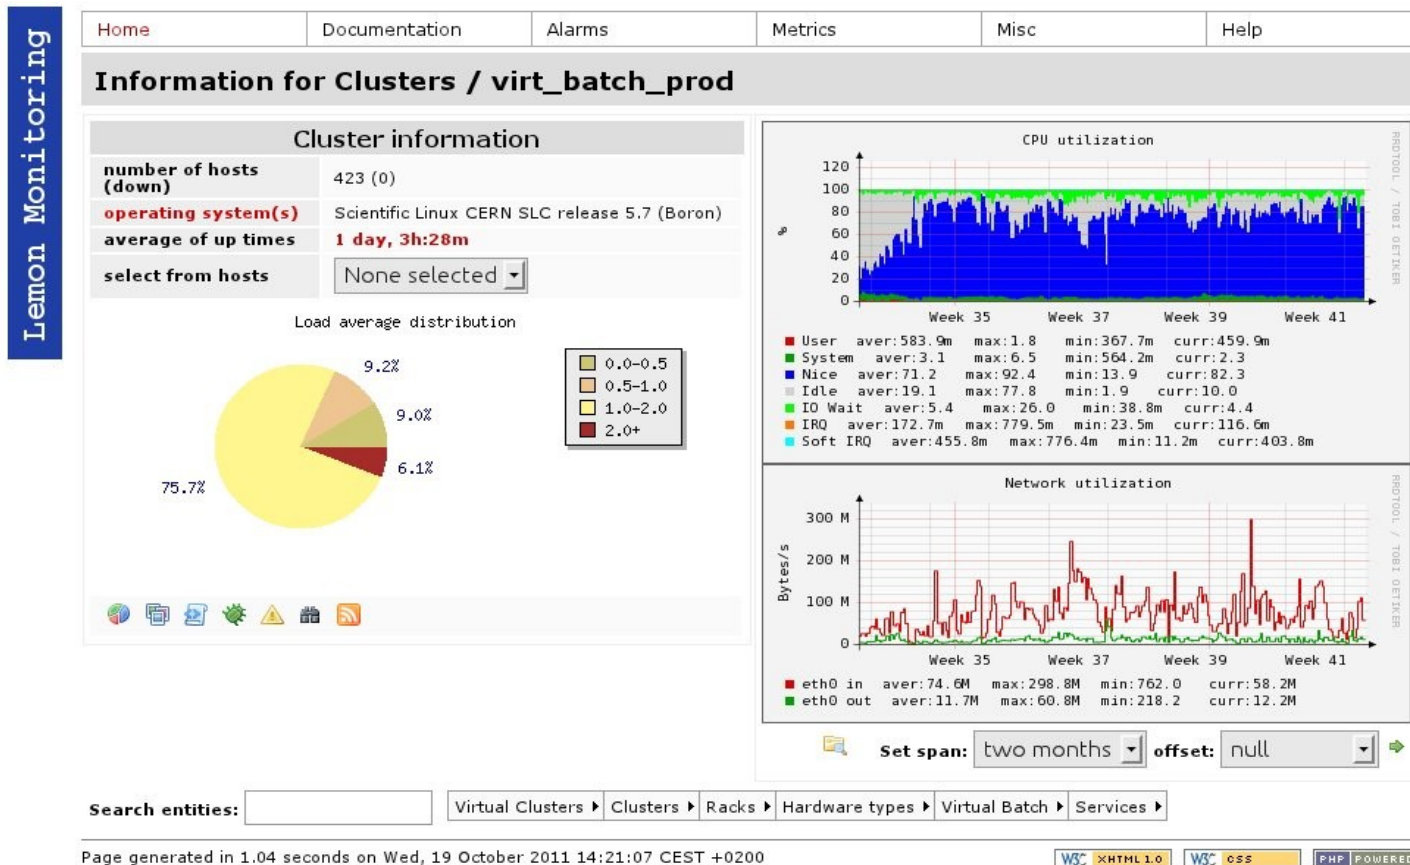 Lemon Monitoring
Home Documentation Alarms Metrics Misc Help
Information for Clusters / virt_batch_prod
Cluster information
number of hosts (down) 423 (0)
operating system(s) Scientific Linux CERN SLC release 5.7 (Boron)
average of up times 1 day, 3h:28m
select from hosts None selected
Load average distribution
9.2%
9.0%
6.1%
75.7%
0.0-0.5
0.5-1.0
1.0-2.0
2.0+
CPU utilization
RRDTOOL / TOBI OETIKER
120
100
80
60
40
20
0
%
Week 35 Week 37 Week 39 Week 41
User aver:583.9m max:1.8 min:367.7m curr:459.9m
System aver:3.1 max:6.5 min:564.2m curr:2.3
Nice aver:71.2 max:92.4 min:13.9 curr:82.3
Idle aver:19.1 max:77.8 min:1.9 curr:10.0
IO Wait aver:5.4 max:26.0 min:38.8m curr:4.4
IRQ aver:172.7m max:779.5m min:23.5m curr:116.6m
Soft IRQ aver:455.8m max:776.4m min:11.2m curr:403.8m
Network utilization
RRDTOOL / TOBI OETIKER
300 M
200 M
100 M
0
Bytes/s
Week 35 Week 37 Week 39 Week 41
eth0 in aver:74.6M max:298.8M min:762.0 curr:58.2M
eth0 out aver:11.7M max:60.8M min:218.2 curr:12.2M
Set span: two months offset: null
Search entities: Virtual Clusters Clusters Racks Hardware types Virtual Batch Services
Page generated in 1.04 seconds on Wed, 19 October 2011 14:21:07 CEST +0200
W3C XHTML 1.0 W3C CSS PHP POWERED